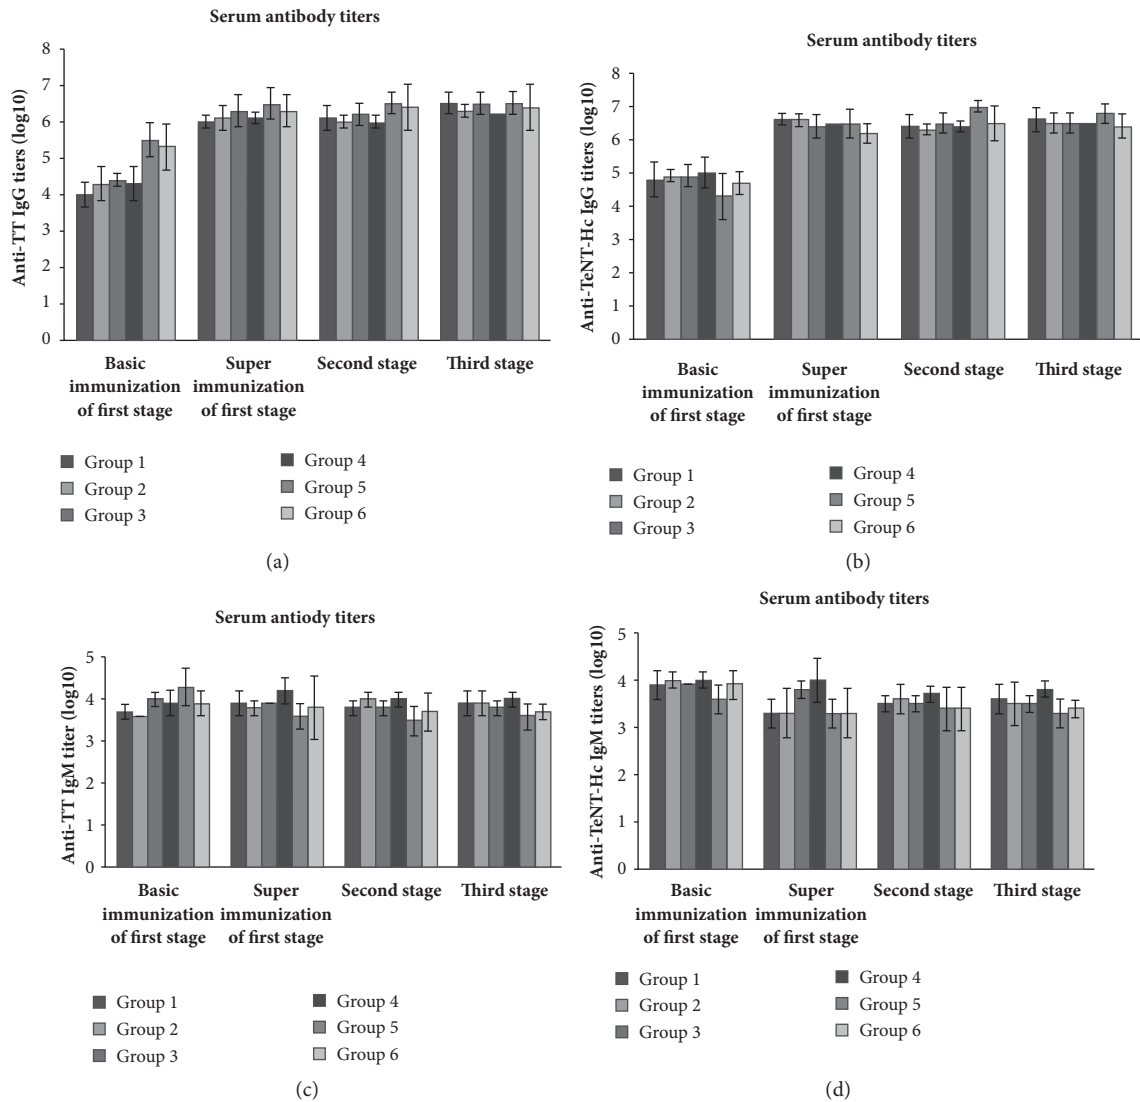 Serum antibody titers
Anti-TT IgG tiers (log10)
8
7
6
5
4
3
2
1
0
Basic
immunization
of first stage
Super
immunization
of first stage
Second stage
Third stage
Group 1
Group 2
Group 3
Group 4
Group 5
Group 6
(a)
Serum antibody titers
Anti-TeNT-Hc IgG titers (log10)
8
7
6
5
4
3
2
1
0
Basic
immunization
of first stage
Super
immunization
of first stage
Second stage
Third stage
Group 1
Group 2
Group 3
Group 4
Group 5
Group 6
(b)
Serum antiody titers
Anti-TT IgM titer (log10)
5
4
3
2
1
0
Basic
immunization
of first stage
Super
immunization
of first stage
Second stage
Third stage
Group 1
Group 2
Group 3
Group 4
Group 5
Group 6
(c)
Serum antibody titers
Anti-TeNT-Hc IgM titers (log10)
5
4
3
2
1
0
Basic
immunization
of first stage
Super
immunization
of first stage
Second stage
Third stage
Group 1
Group 2
Group 3
Group 4
Group 5
Group 6
(d)